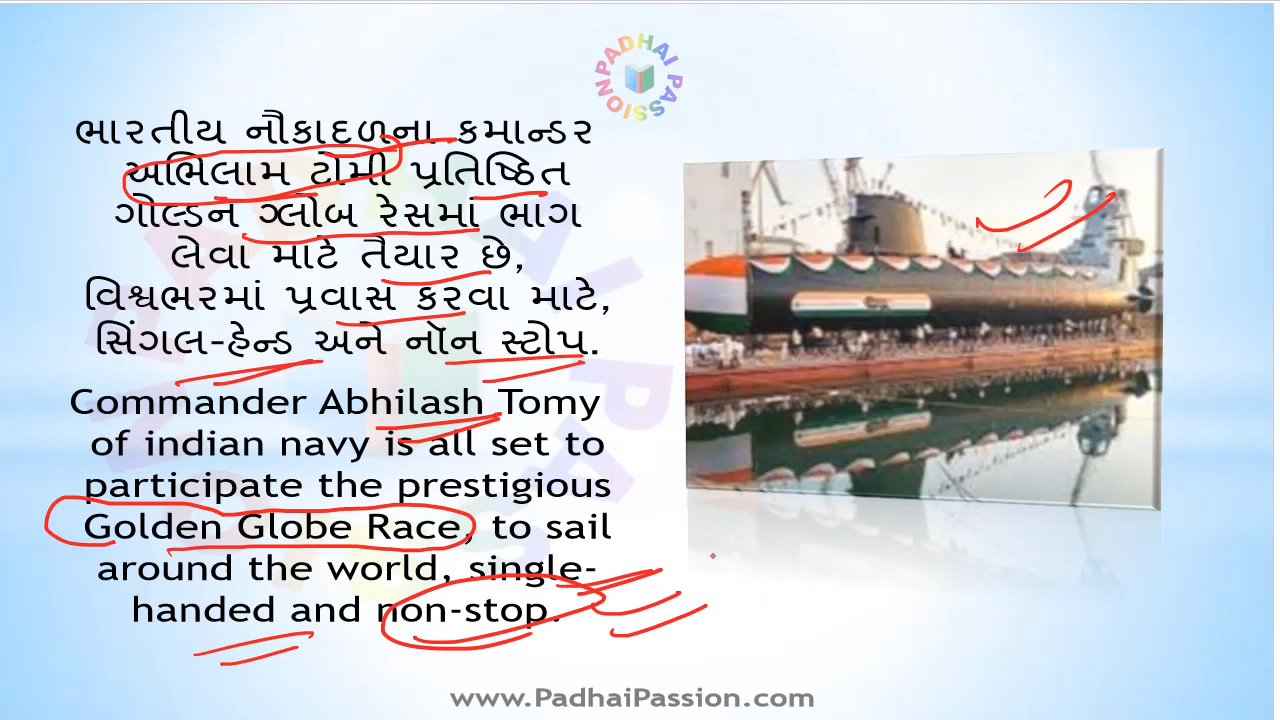 PADHAI PASSION
ભારતીય નૌકાદળના કમાન્ડર
અભિલામ ટોમી પ્રતિષ્ઠિત
ગોલ્ડન ગ્લોબ રેસમાં ભાગ
લેવા માટે તૈયાર છે,
વિશ્વભરમાં પ્રવાસ કરવા માટે,
સિંગલ-હેન્ડ અને નૉન સ્ટોપ.
Commander Abhilash Tomy
of indian navy is all set to
participate the prestigious
Golden Globe Race, to sail
around the world, single-
handed and non-stop.
www.PadhaiPassion.com